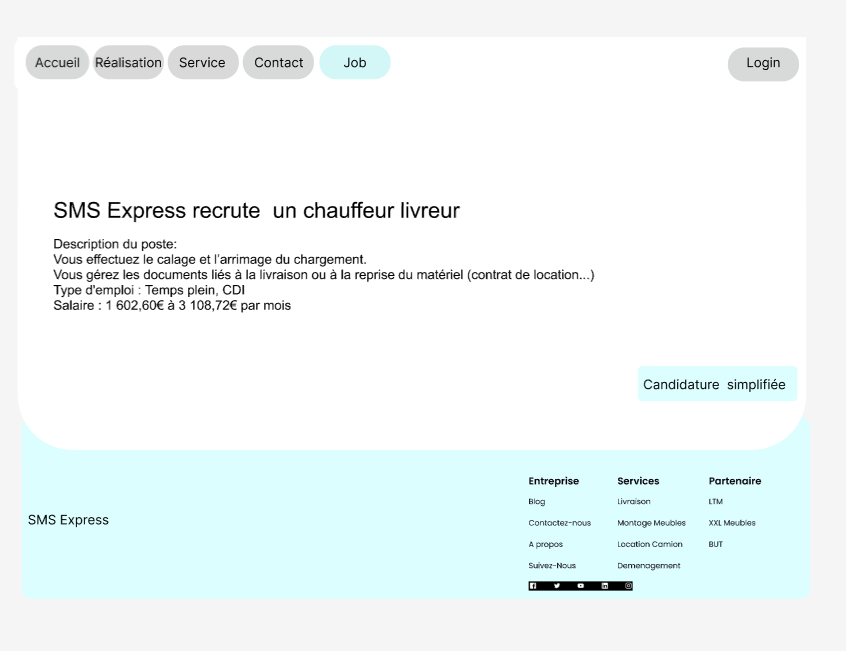 Accueil Réalisation Service Contact Job Login
SMS Express recrute un chauffeur livreur
Description du poste:
Vous effectuez le calage et l'arrimage du chargement.
Vous gérez les documents liés à la livraison ou à la reprise du matériel (contrat de location...)
Type d'emploi : Temps plein, CDI
Salaire : 1 602,60€ à 3 108,72€ par mois
Candidature simplifiée
SMS Express
Entreprise Services Partenaire
Blog Livraison LTM
Contactez-nous Montage Meubles XXL Meubles
A propos Location Camion BUT
Suivez-Nous Demenagement